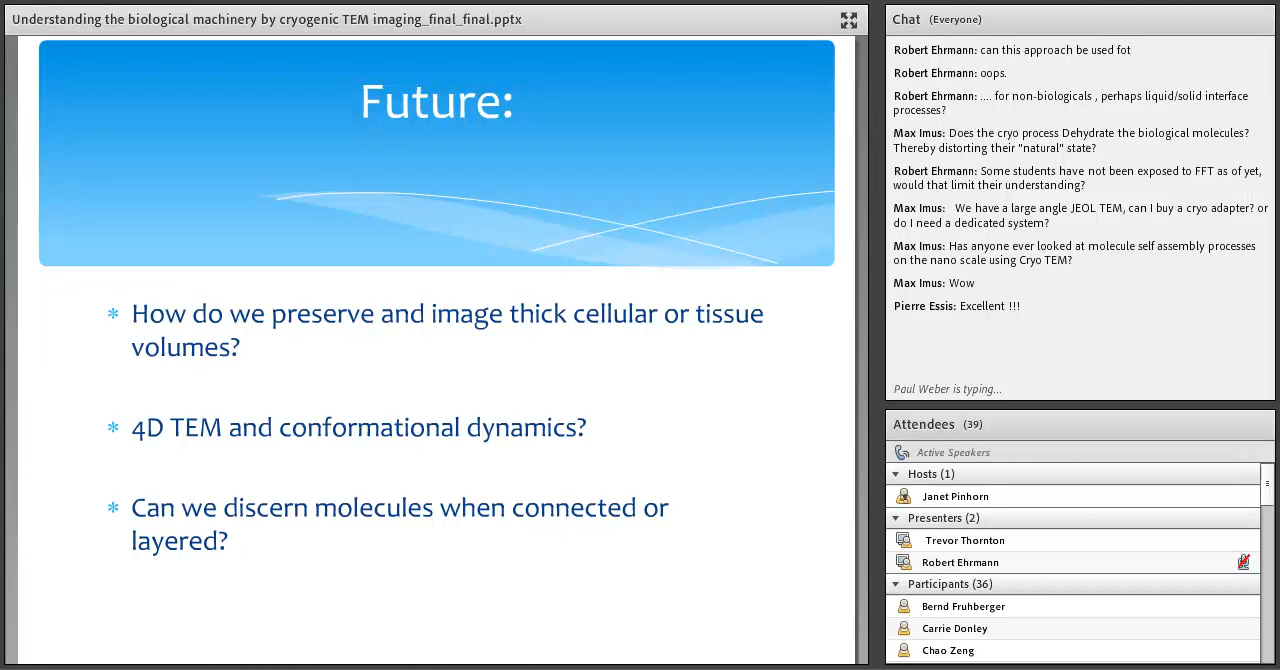 Understanding the biological machinery by cryogenic TEM imaging_final_final.pptx
Future:
* How do we preserve and image thick cellular or tissue
volumes?
* 4D TEM and conformational dynamics?
* Can we discern molecules when connected or
layered?
Chat (Everyone)
Robert Ehrmann: can this approach be used fot
Robert Ehrmann: oops.
Robert Ehrmann: .... for non-biologicals , perhaps liquid/solid interface
processes?
Max Imus: Does the cryo process Dehydrate the biological molecules?
Thereby distorting their "natural" state?
Robert Ehrmann: Some students have not been exposed to FFT as of yet,
would that limit their understanding?
Max Imus: We have a large angle JEOL TEM, can I buy a cryo adapter? or
do I need a dedicated system?
Max Imus: Has anyone ever looked at molecule self assembly processes
on the nano scale using Cryo TEM?
Max Imus: Wow
Pierre Essis: Excellent !!!
Paul Weber is typing...
Attendees (39)
Active Speakers
Hosts (1)
Janet Pinhorn
Presenters (2)
Trevor Thornton
Robert Ehrmann
Participants (36)
Bernd Fruhberger
Carrie Donley
Chao Zeng